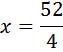 x = 52/4